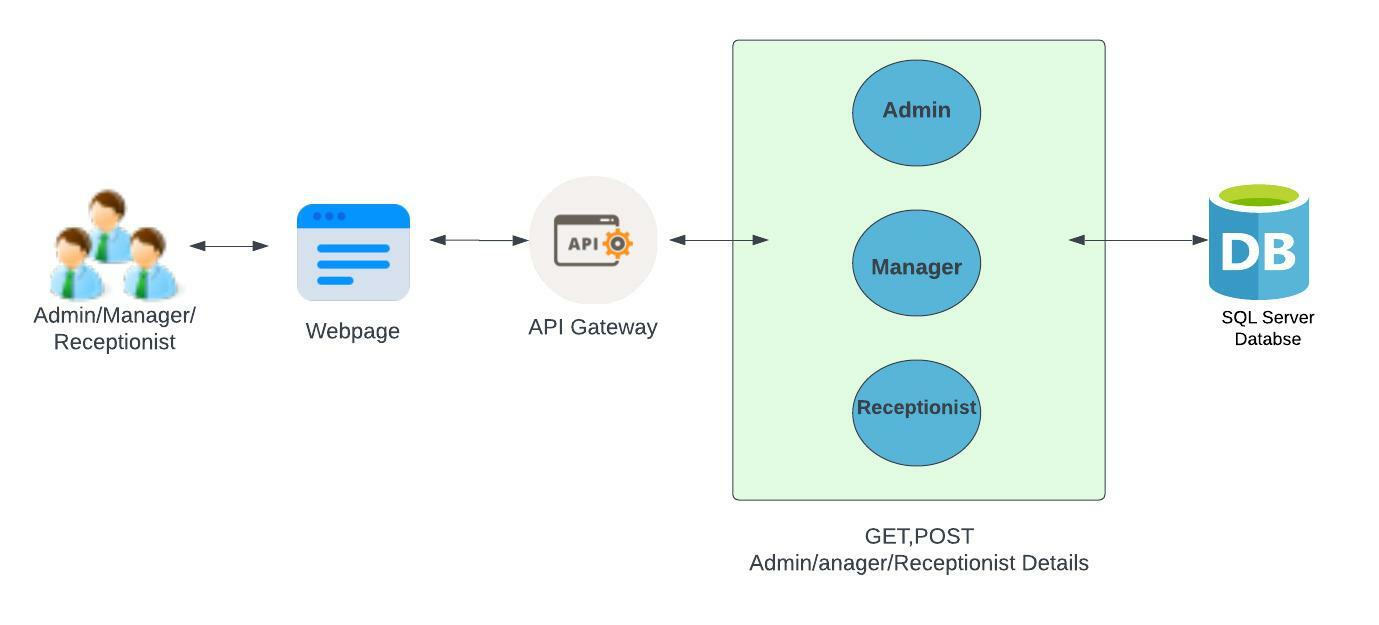 Admin/Manager/
Receptionist
Webpage
API
API Gateway
Admin
Manager
Receptionist
GET,POST
Admin/anager/Receptionist Details
DB
SQL Server
Databse